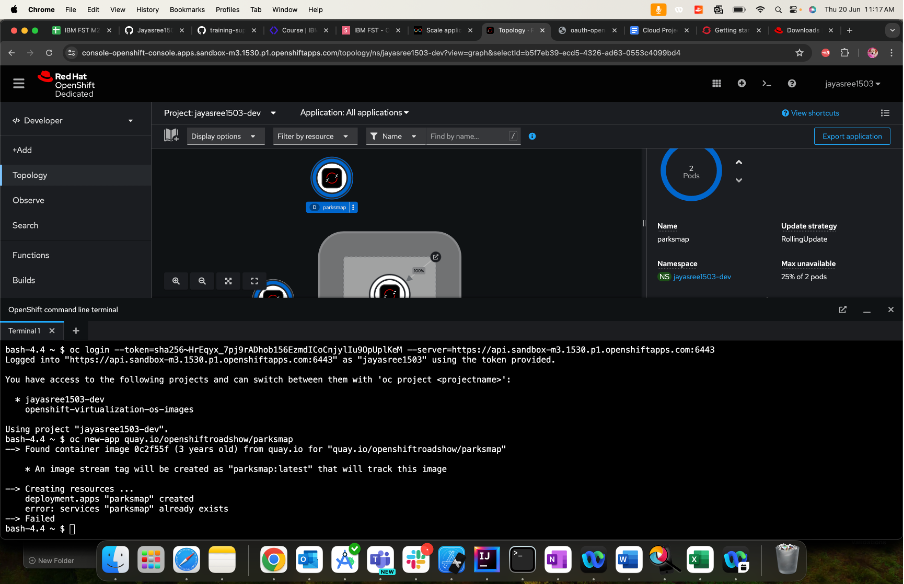 Chrome File Edit View History Bookmarks Profiles Tab Window Help Thu 20 Jun 11:17 AM
IBM FST M3 Jayasree15 training-su Course | IBM IBM FST - C Scale applic Topology oauth-open Cloud Projec Getting star Downloads
console-openshift-console.apps.sandbox-m3.1530.p1.openshiftapps.com/topology/ns/jayasree1503-dev?view=graph&selectId=b5f7eb39-ecd5-4326-ad63-0553c4099bd4
Red Hat
OpenShift
Dedicated
jayasree1503
Developer
Project: jayasree1503-dev
Application: All applications
View shortcuts
Display options
Filter by resource
Name
Find by name...
/
Export application
+Add
Topology
Observe
Search
Functions
Builds
D parksmap
100%
2
Pods
Name
parksmap
Update strategy
RollingUpdate
Namespace
NS jayasree1503-dev
Max unavailable
25% of 2 pods
OpenShift command line terminal
Terminal 1
bash-4.4 ~ $ oc login --token=sha256~HrEqyx_7pj9rADhob156EzmdICoCnjylIu9OpUplKeM --server=https://api.sandbox-m3.1530.p1.openshiftapps.com:6443
Logged into "https://api.sandbox-m3.1530.p1.openshiftapps.com:6443" as "jayasree1503" using the token provided.
You have access to the following projects and can switch between them with 'oc project <projectname>':
* jayasree1503-dev
openshift-virtualization-os-images
Using project "jayasree1503-dev".
bash-4.4 ~ $ oc new-app quay.io/openshiftroadshow/parksmap
--> Found container image 0c2f55f (3 years old) from quay.io for "quay.io/openshiftroadshow/parksmap"
* An image stream tag will be created as "parksmap:latest" that will track this image
--> Creating resources ...
deployment.apps "parksmap" created
error: services "parksmap" already exists
--> Failed
bash-4.4 ~ $
New Folder
NEW